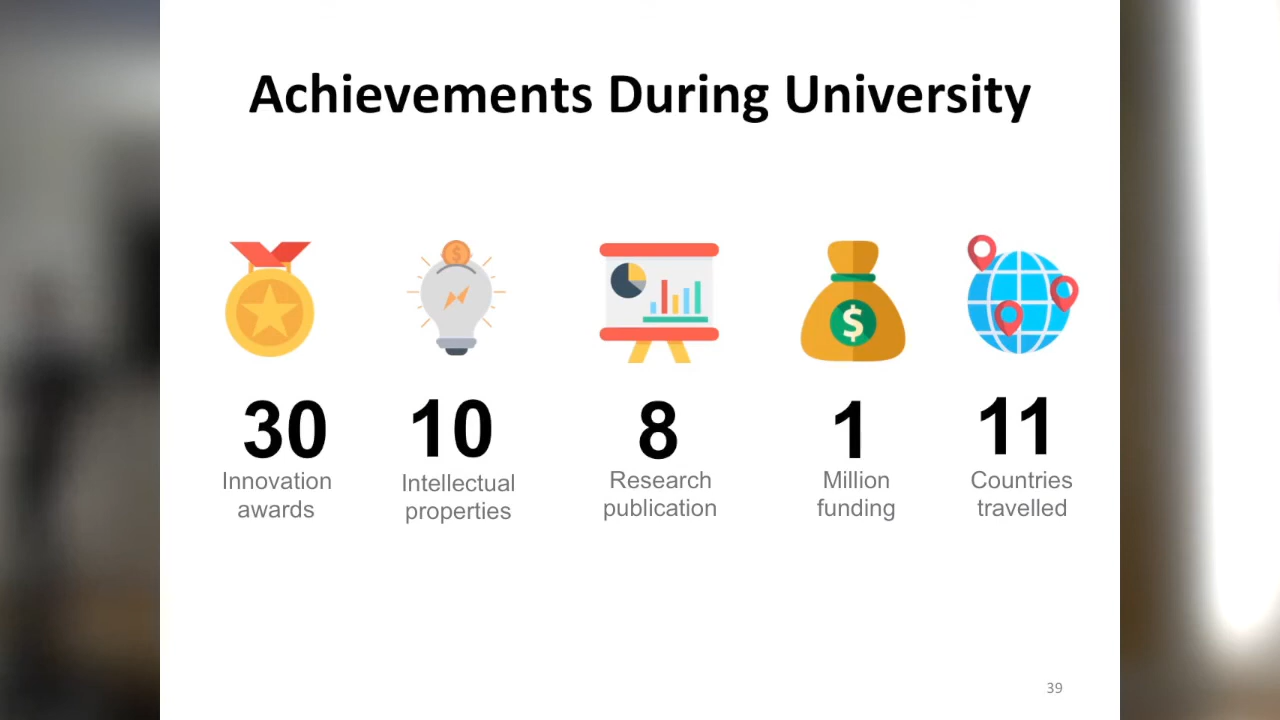 Achievements During University
30
Innovation
awards
10
Intellectual
properties
8
Research
publication
1
Million
funding
11
Countries
travelled
39